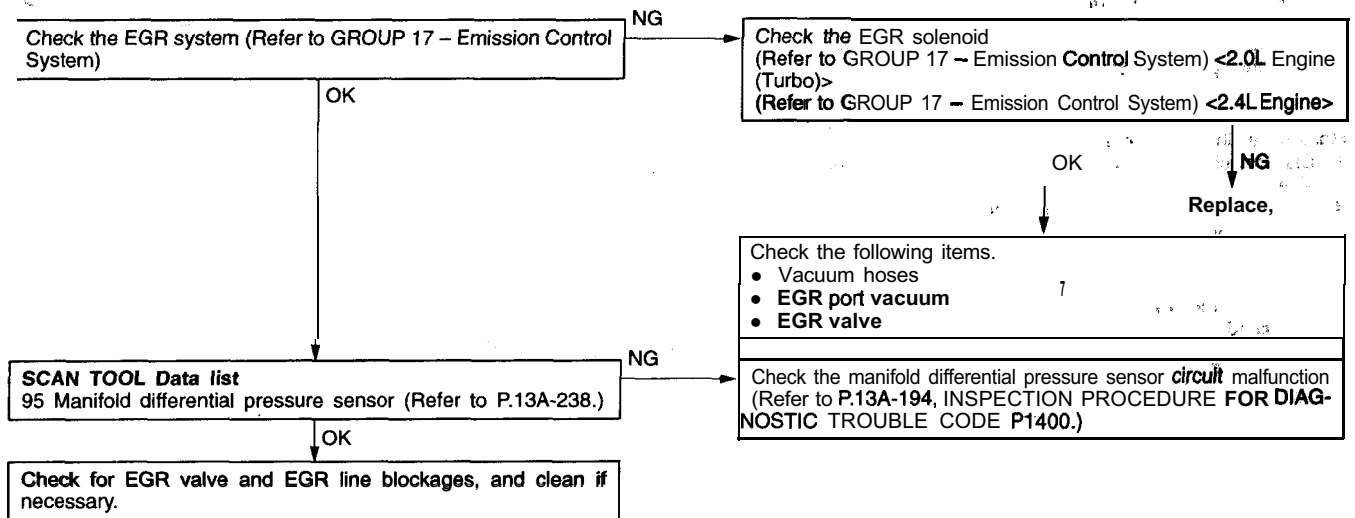 NG
Check the EGR system (Refer to GROUP 17 – Emission Control
System)
Check the EGR solenoid
(Refer to GROUP 17 – Emission Control System) <2.0L Engine
(Turbo)>
(Refer to GROUP 17 – Emission Control System) <2.4L Engine>
OK
OK
NG
Replace,
Check the following items.
● Vacuum hoses
● EGR port vacuum
● EGR valve
NG
SCAN TOOL Data list
95 Manifold differential pressure sensor (Refer to P.13A-238.)
Check the manifold differential pressure sensor circuit malfunction
(Refer to P.13A-194, INSPECTION PROCEDURE FOR DIAG-
NOSTIC TROUBLE CODE P1400.)
OK
Check for EGR valve and EGR line blockages, and clean if
necessary.